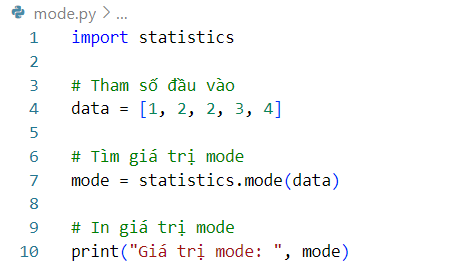 mode.py > ...
1 import statistics
2
3 # Tham số đầu vào
4 data = [1, 2, 2, 3, 4]
5
6 # Tìm giá trị mode
7 mode = statistics.mode(data)
8
9 # In giá trị mode
10 print("Giá trị mode: ", mode)